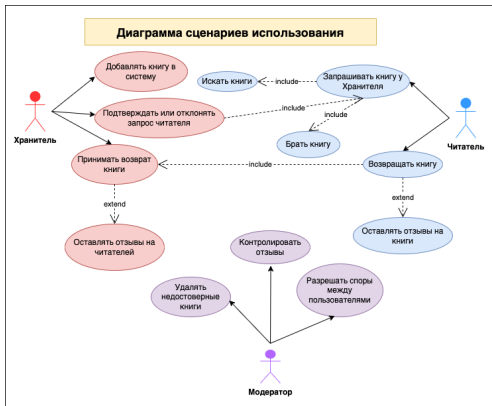 Диаграмма сценариев использования
Добавлять книгу в
систему
Искать книги
include
Запрашивать книгу у
Хранителя
include
include
Подтверждать или отклонять
запрос читателя
Хранитель
Читатель
Брать книгу
Принимать возврат
книги
include
Возвращать книгу
extend
extend
Оставлять отзывы на
читателей
Контролировать
отзывы
Оставлять отзывы на
книги
Удалять
недостоверные
книги
Разрешать споры
между
пользователями
Модератор